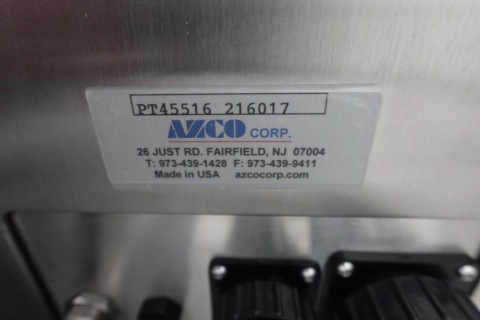 PT45516 216017
AZCO CORP.
26 JUST RD. FAIRFIELD, NJ 07004
T: 973-439-1428 F: 973-439-9411
Made in USA azcocorp.com